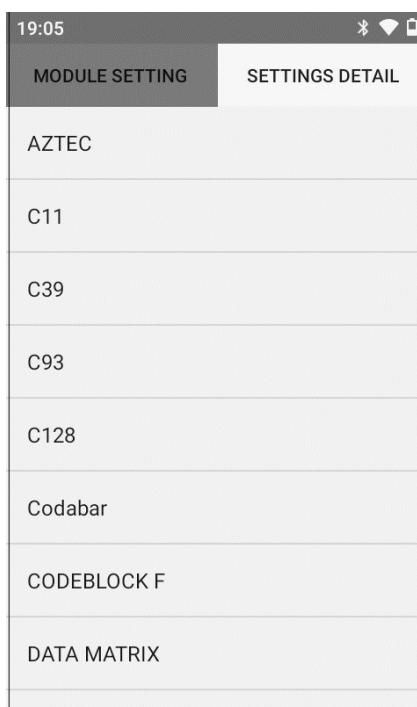 19:05
MODULE SETTING SETTINGS DETAIL
AZTEC
C11
C39
C93
C128
Codabar
CODEBLOCK F
DATA MATRIX